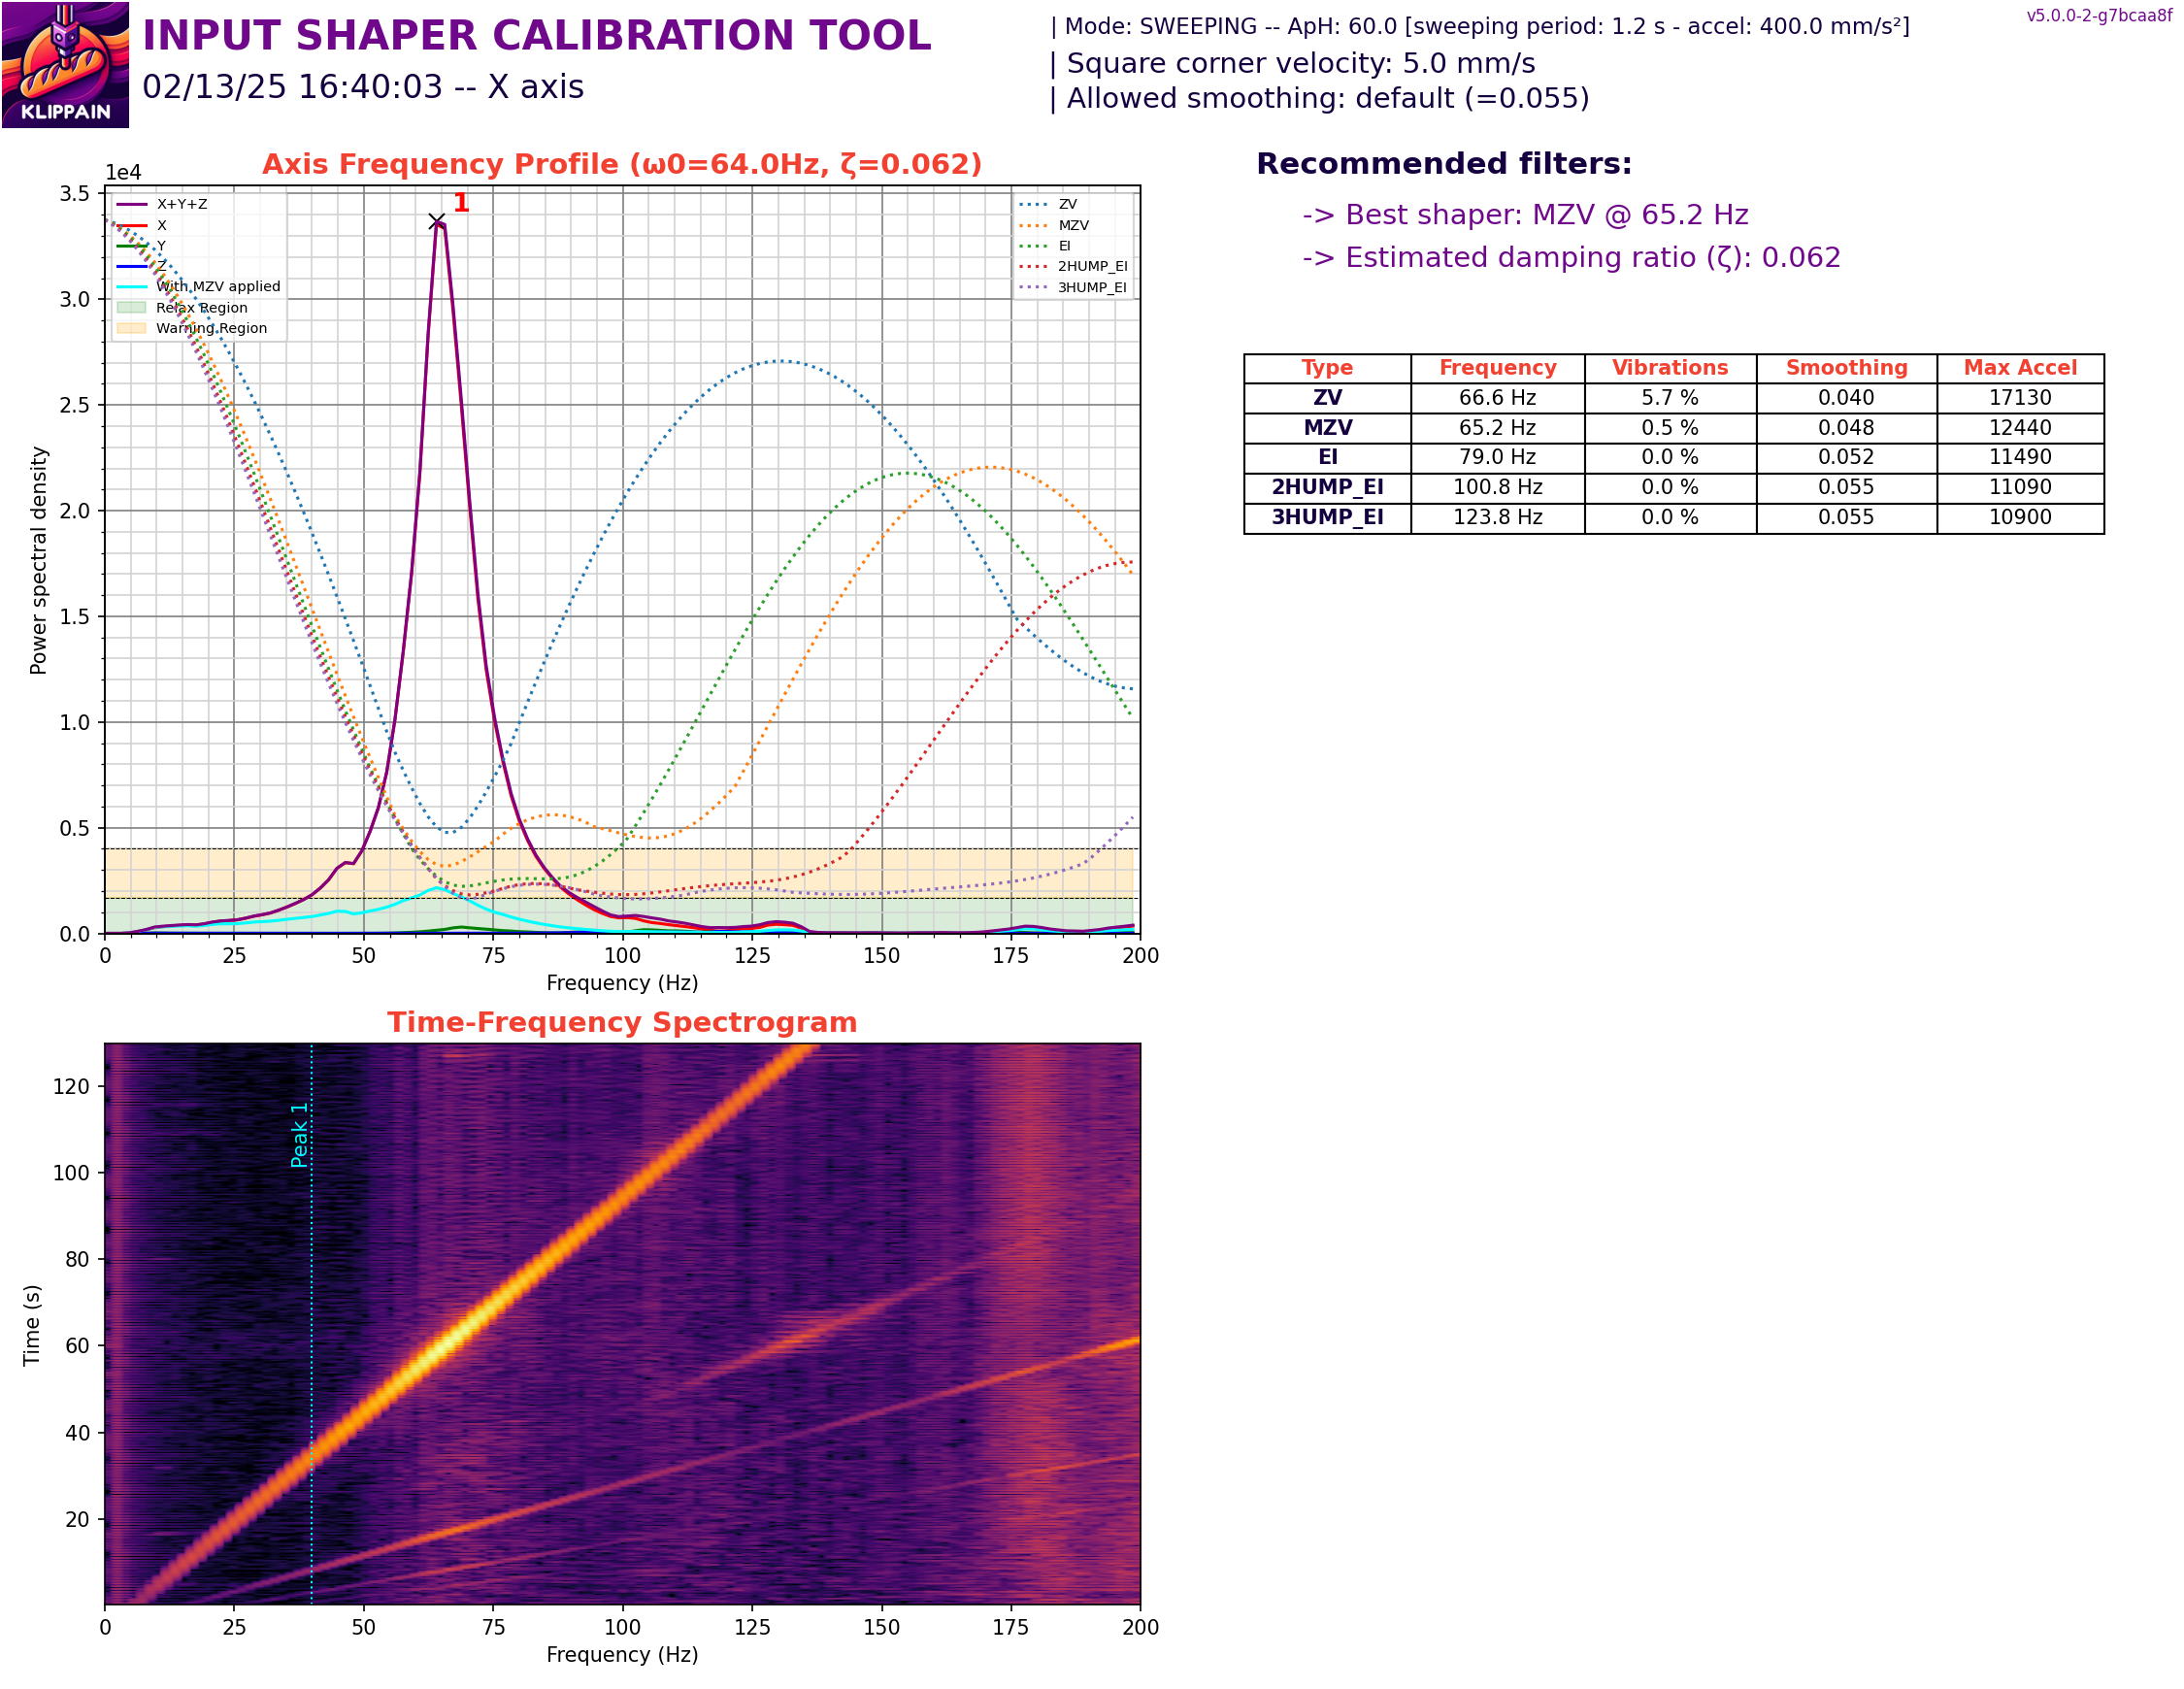 INPUT SHAPER CALIBRATION TOOL
02/13/25 16:40:03 -- X axis
KLIPPAIN
| Mode: SWEEPING -- ApH: 60.0 [sweeping period: 1.2 s - accel: 400.0 mm/s²]
| Square corner velocity: 5.0 mm/s
| Allowed smoothing: default (=0.055)
v5.0.0-2-g7bcaa8f
Axis Frequency Profile (ω0=64.0Hz, ζ=0.062)
1e4
3.5
3.0
2.5
2.0
1.5
1.0
0.5
0.0
Power spectral density
X+Y+Z
X
Y
Z
With MZV applied
Relax Region
Warning Region
1
ZV
MZV
EI
2HUMP_EI
3HUMP_EI
0 25 50 75 100 125 150 175 200
Frequency (Hz)
Recommended filters:
-> Best shaper: MZV @ 65.2 Hz
-> Estimated damping ratio (ζ): 0.062
Type Frequency Vibrations Smoothing Max Accel
ZV 66.6 Hz 5.7 % 0.040 17130
MZV 65.2 Hz 0.5 % 0.048 12440
EI 79.0 Hz 0.0 % 0.052 11490
2HUMP_EI 100.8 Hz 0.0 % 0.055 11090
3HUMP_EI 123.8 Hz 0.0 % 0.055 10900
Time-Frequency Spectrogram
120
100
80
60
40
20
Time (s)
Peak 1
0 25 50 75 100 125 150 175 200
Frequency (Hz)